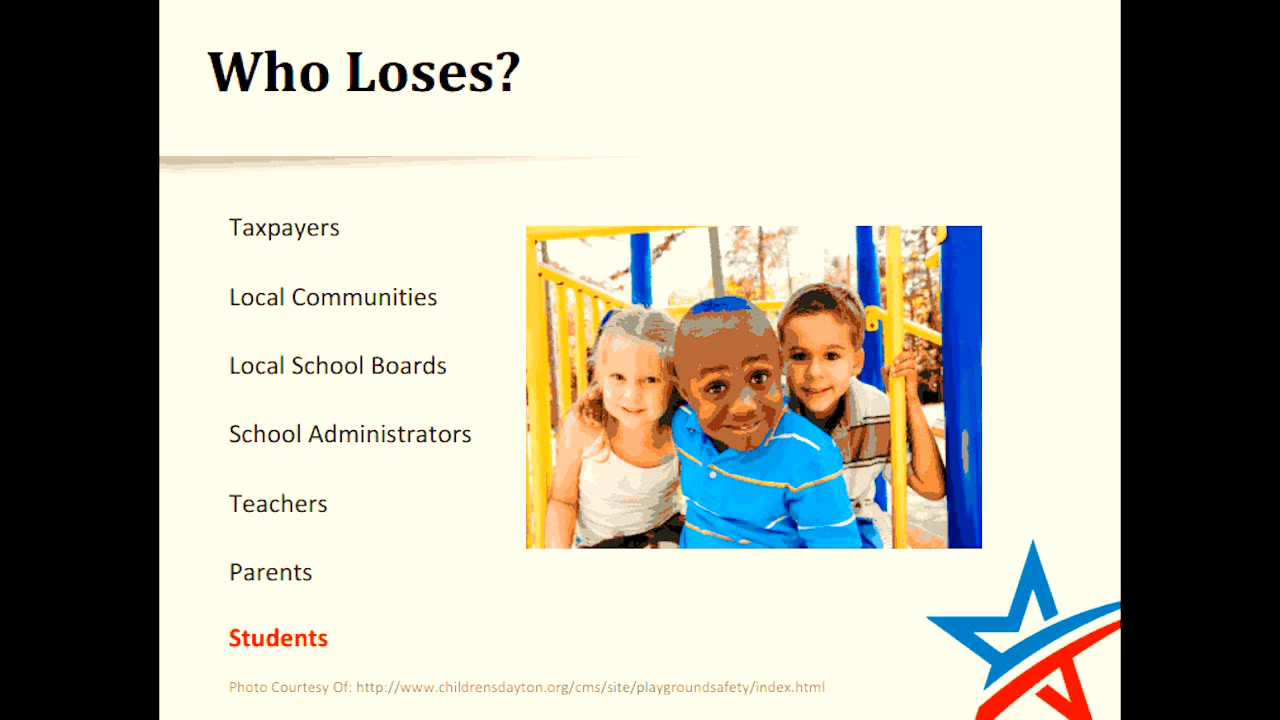 Who Loses?
Taxpayers
Local Communities
Local School Boards
School Administrators
Teachers
Parents
Students
Photo Courtesy Of: http://www.childrensdayton.org/cms/site/playgroundsafety/index.html